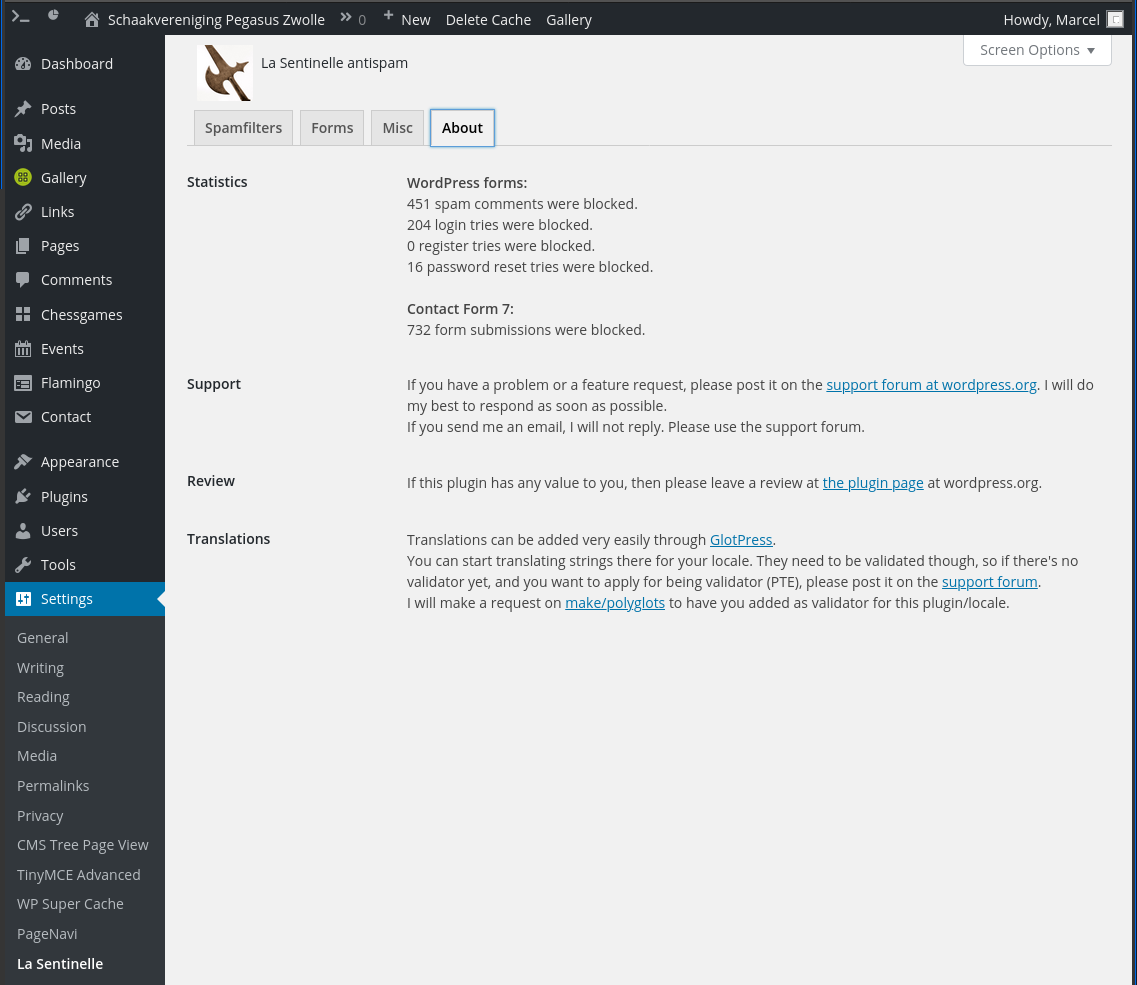 Schaakvereniging Pegasus Zwolle
0
New
Delete Cache
Gallery
Howdy, Marcel
Dashboard
Posts
Media
Gallery
Links
Pages
Comments
Chessgames
Events
Flamingo
Contact
Appearance
Plugins
Users
Tools
Settings
General
Writing
Reading
Discussion
Media
Permalinks
Privacy
CMS Tree Page View
TinyMCE Advanced
WP Super Cache
PageNavi
La Sentinelle
Screen Options
La Sentinelle antispam
Spamfilters
Forms
Misc
About
Statistics
WordPress forms:
451 spam comments were blocked.
204 login tries were blocked.
0 register tries were blocked.
16 password reset tries were blocked.
Contact Form 7:
732 form submissions were blocked.
Support
If you have a problem or a feature request, please post it on the support forum at wordpress.org. I will do
my best to respond as soon as possible.
If you send me an email, I will not reply. Please use the support forum.
Review
If this plugin has any value to you, then please leave a review at the plugin page at wordpress.org.
Translations
Translations can be added very easily through GlotPress.
You can start translating strings there for your locale. They need to be validated though, so if there's no
validator yet, and you want to apply for being validator (PTE), please post it on the support forum.
I will make a request on make/polyglots to have you added as validator for this plugin/locale.